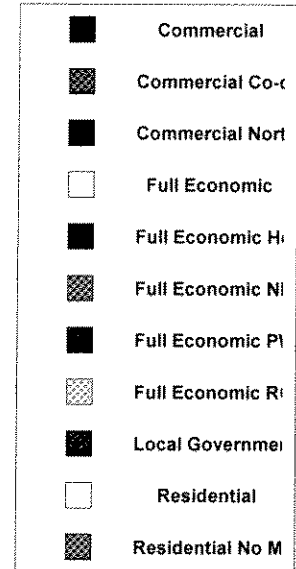 Commercial
Commercial Co-
Commercial Nort
Full Economic
Full Economic H
Full Economic N
Full Economic P
Full Economic R
Local Governme
Residential
Residential No M